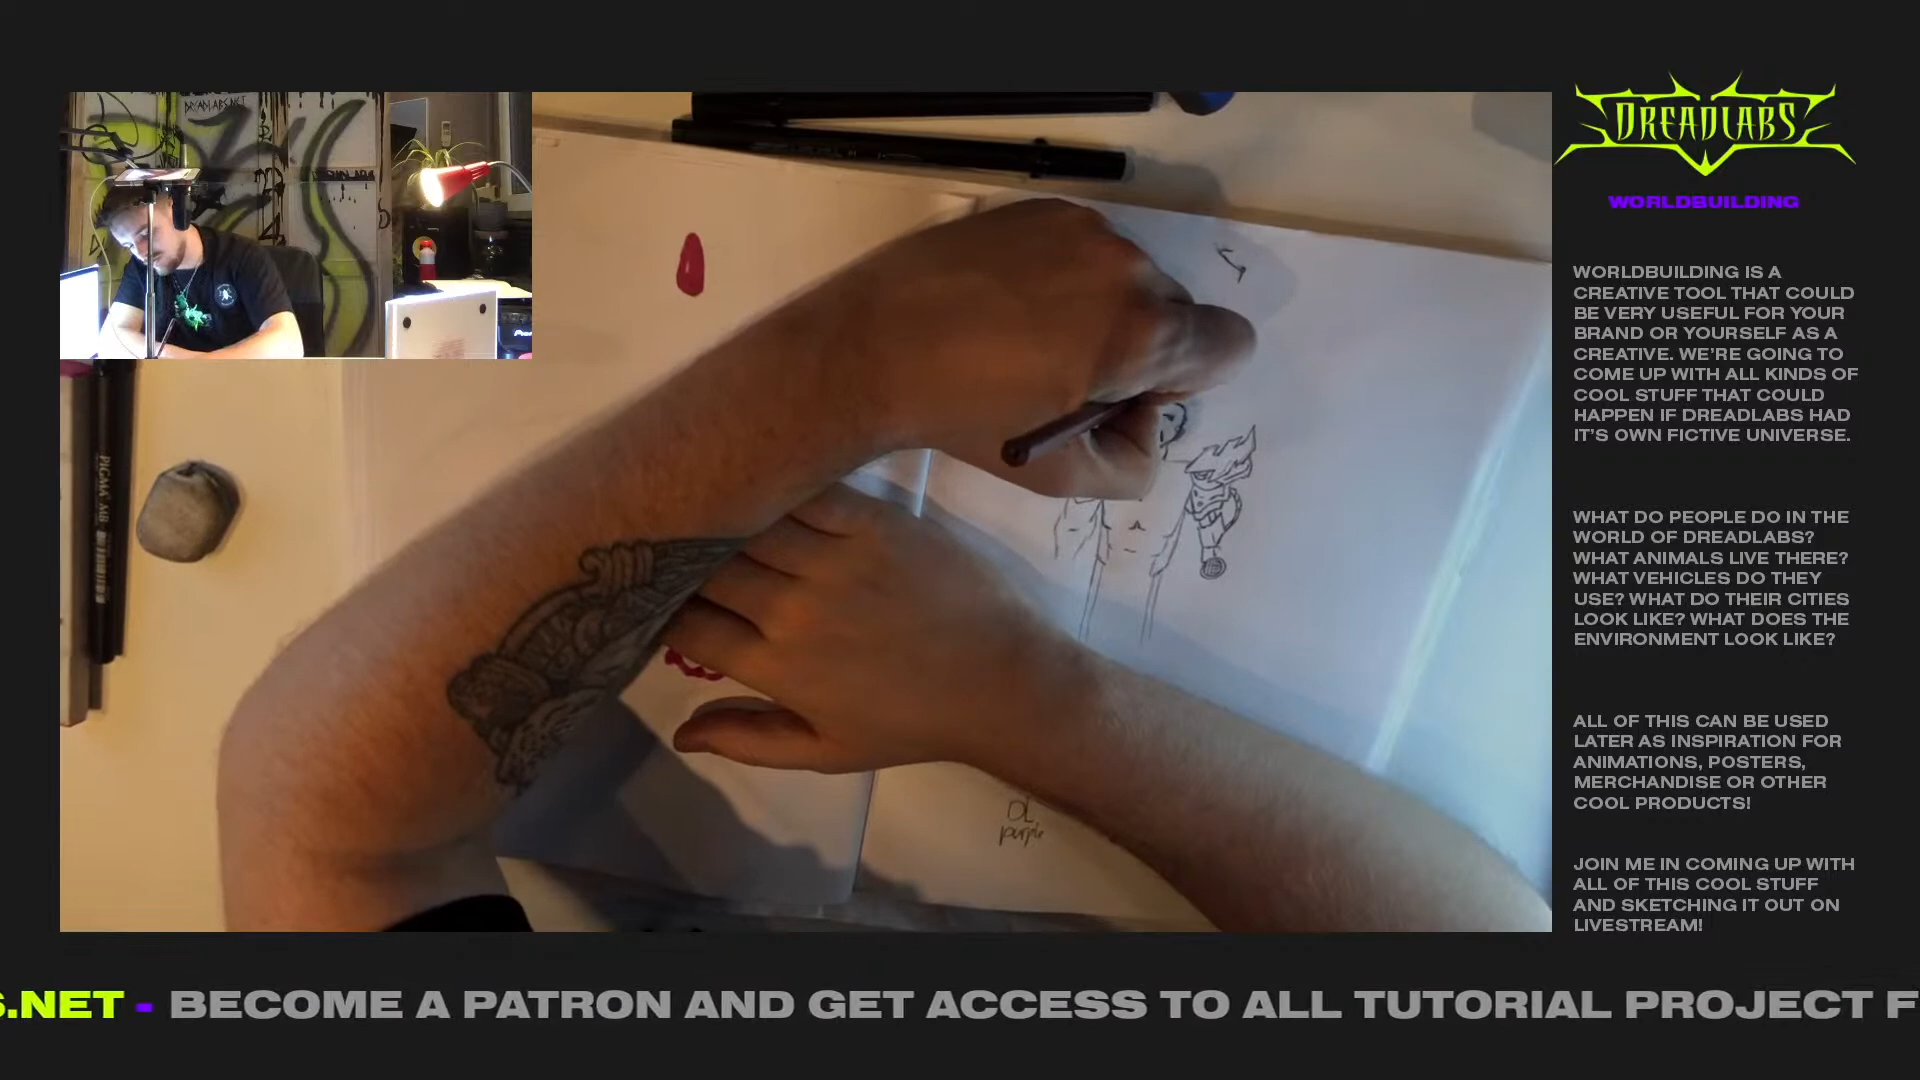 DREADLABS.NET
DREADLABS
WORLDBUILDING
WORLDBUILDING IS A
CREATIVE TOOL THAT COULD
BE VERY USEFUL FOR YOUR
BRAND OR YOURSELF AS A
CREATIVE. WE'RE GOING TO
COME UP WITH ALL KINDS OF
COOL STUFF THAT COULD
HAPPEN IF DREADLABS HAD
IT'S OWN FICTIVE UNIVERSE.
WHAT DO PEOPLE DO IN THE
WORLD OF DREADLABS?
WHAT ANIMALS LIVE THERE?
WHAT VEHICLES DO THEY
USE? WHAT DO THEIR CITIES
LOOK LIKE? WHAT DOES THE
ENVIRONMENT LOOK LIKE?
ALL OF THIS CAN BE USED
LATER AS INSPIRATION FOR
ANIMATIONS, POSTERS,
MERCHANDISE OR OTHER
COOL PRODUCTS!
JOIN ME IN COMING UP WITH
ALL OF THIS COOL STUFF
AND SKETCHING IT OUT ON
LIVESTREAM!
PIGMA MB
OL
purple
S.NET - BECOME A PATRON AND GET ACCESS TO ALL TUTORIAL PROJECT F